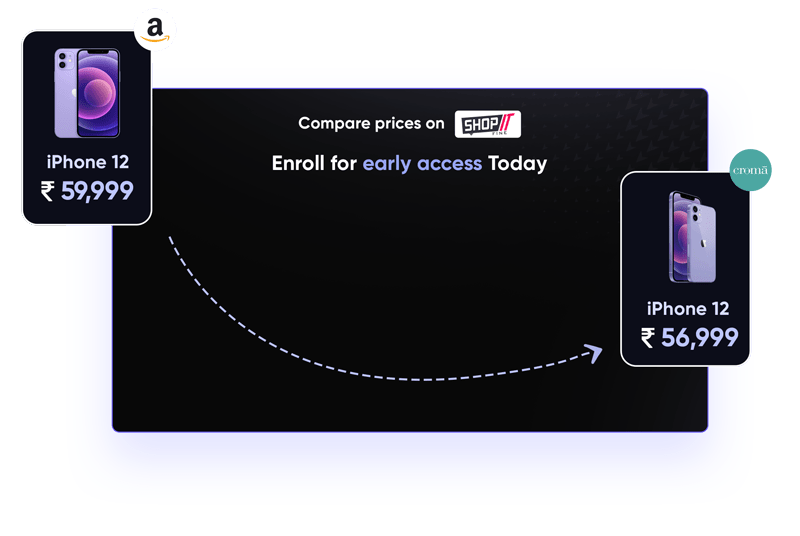 a
iPhone 12
₹ 59,999
Compare prices on SHOP IT
FINE
Enroll for early access Today
cromā
iPhone 12
₹ 56,999